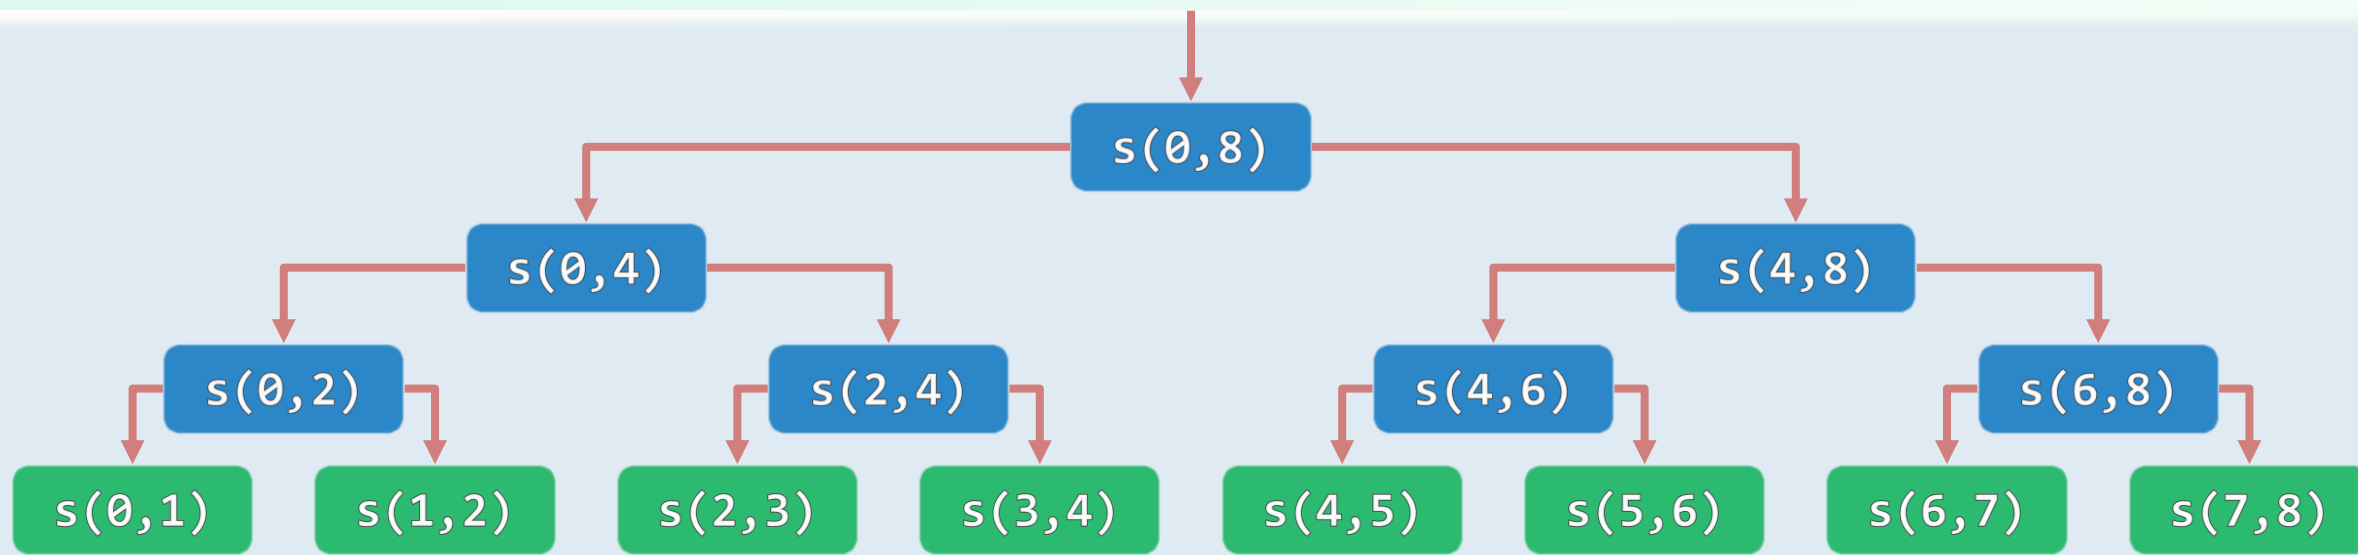 s(0,8)
s(0,4) s(4,8)
s(0,2) s(2,4) s(4,6) s(6,8)
s(0,1) s(1,2) s(2,3) s(3,4) s(4,5) s(5,6) s(6,7) s(7,8)